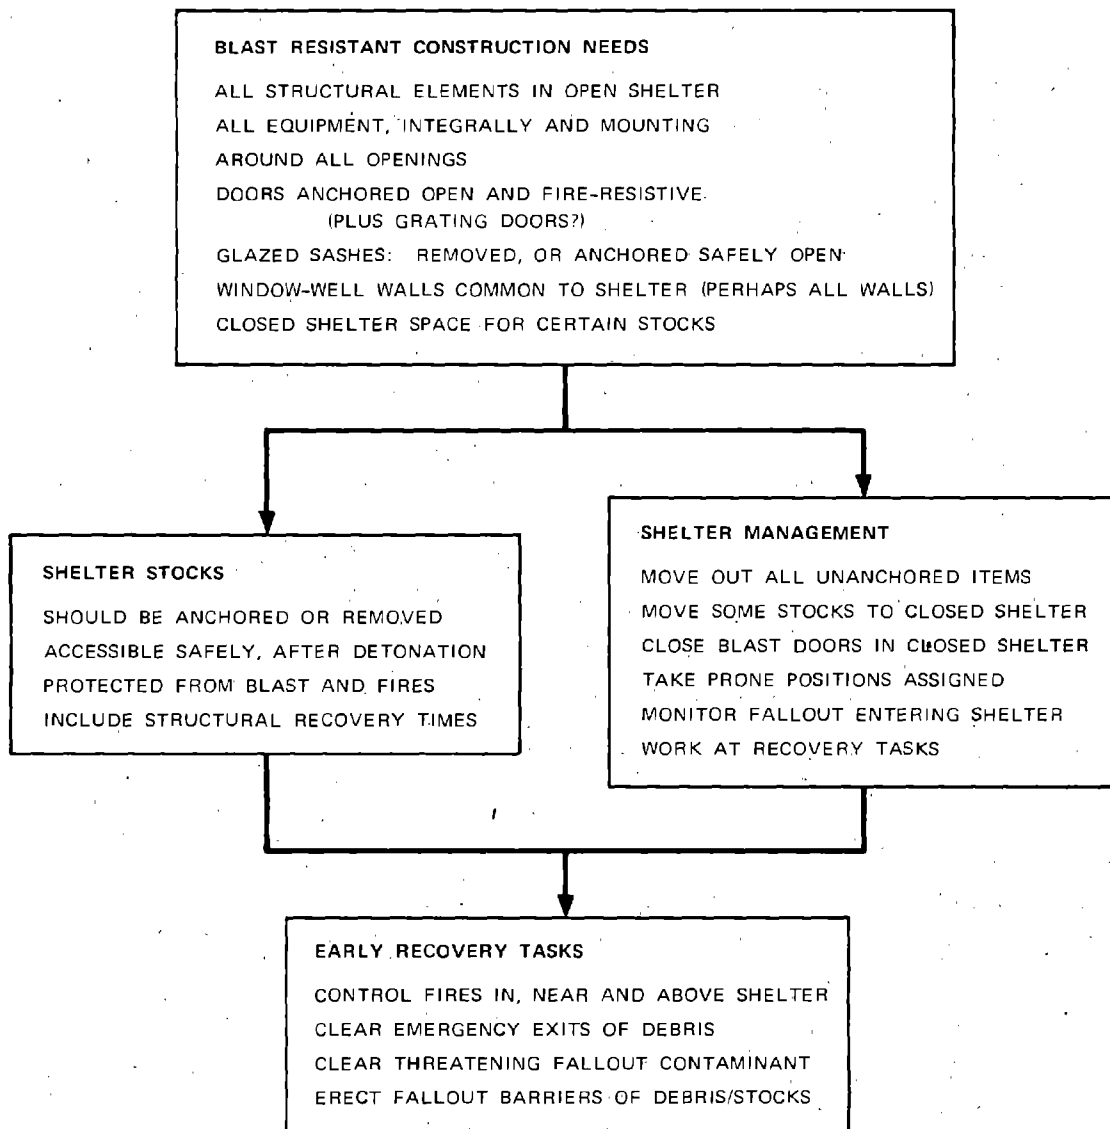 BLAST RESISTANT CONSTRUCTION NEEDS
ALL STRUCTURAL ELEMENTS IN OPEN SHELTER
ALL EQUIPMENT, INTEGRALLY AND MOUNTING
AROUND ALL OPENINGS
DOORS ANCHORED OPEN AND FIRE-RESISTIVE
(PLUS GRATING DOORS?)
GLAZED SASHES: REMOVED, OR ANCHORED SAFELY OPEN
WINDOW-WELL WALLS COMMON TO SHELTER (PERHAPS ALL WALLS)
CLOSED SHELTER SPACE FOR CERTAIN STOCKS
SHELTER STOCKS
SHOULD BE ANCHORED OR REMOVED
ACCESSIBLE SAFELY, AFTER DETONATION
PROTECTED FROM BLAST AND FIRES
INCLUDE STRUCTURAL RECOVERY TIMES
SHELTER MANAGEMENT
MOVE OUT ALL UNANCHORED ITEMS
MOVE SOME STOCKS TO CLOSED SHELTER
CLOSE BLAST DOORS IN CLOSED SHELTER
TAKE PRONE POSITIONS ASSIGNED
MONITOR FALLOUT ENTERING SHELTER
WORK AT RECOVERY TASKS
EARLY RECOVERY TASKS
CONTROL FIRES IN, NEAR AND ABOVE SHELTER
CLEAR EMERGENCY EXITS OF DEBRIS
CLEAR THREATENING FALLOUT CONTAMINANT
ERECT FALLOUT BARRIERS OF DEBRIS/STOCKS